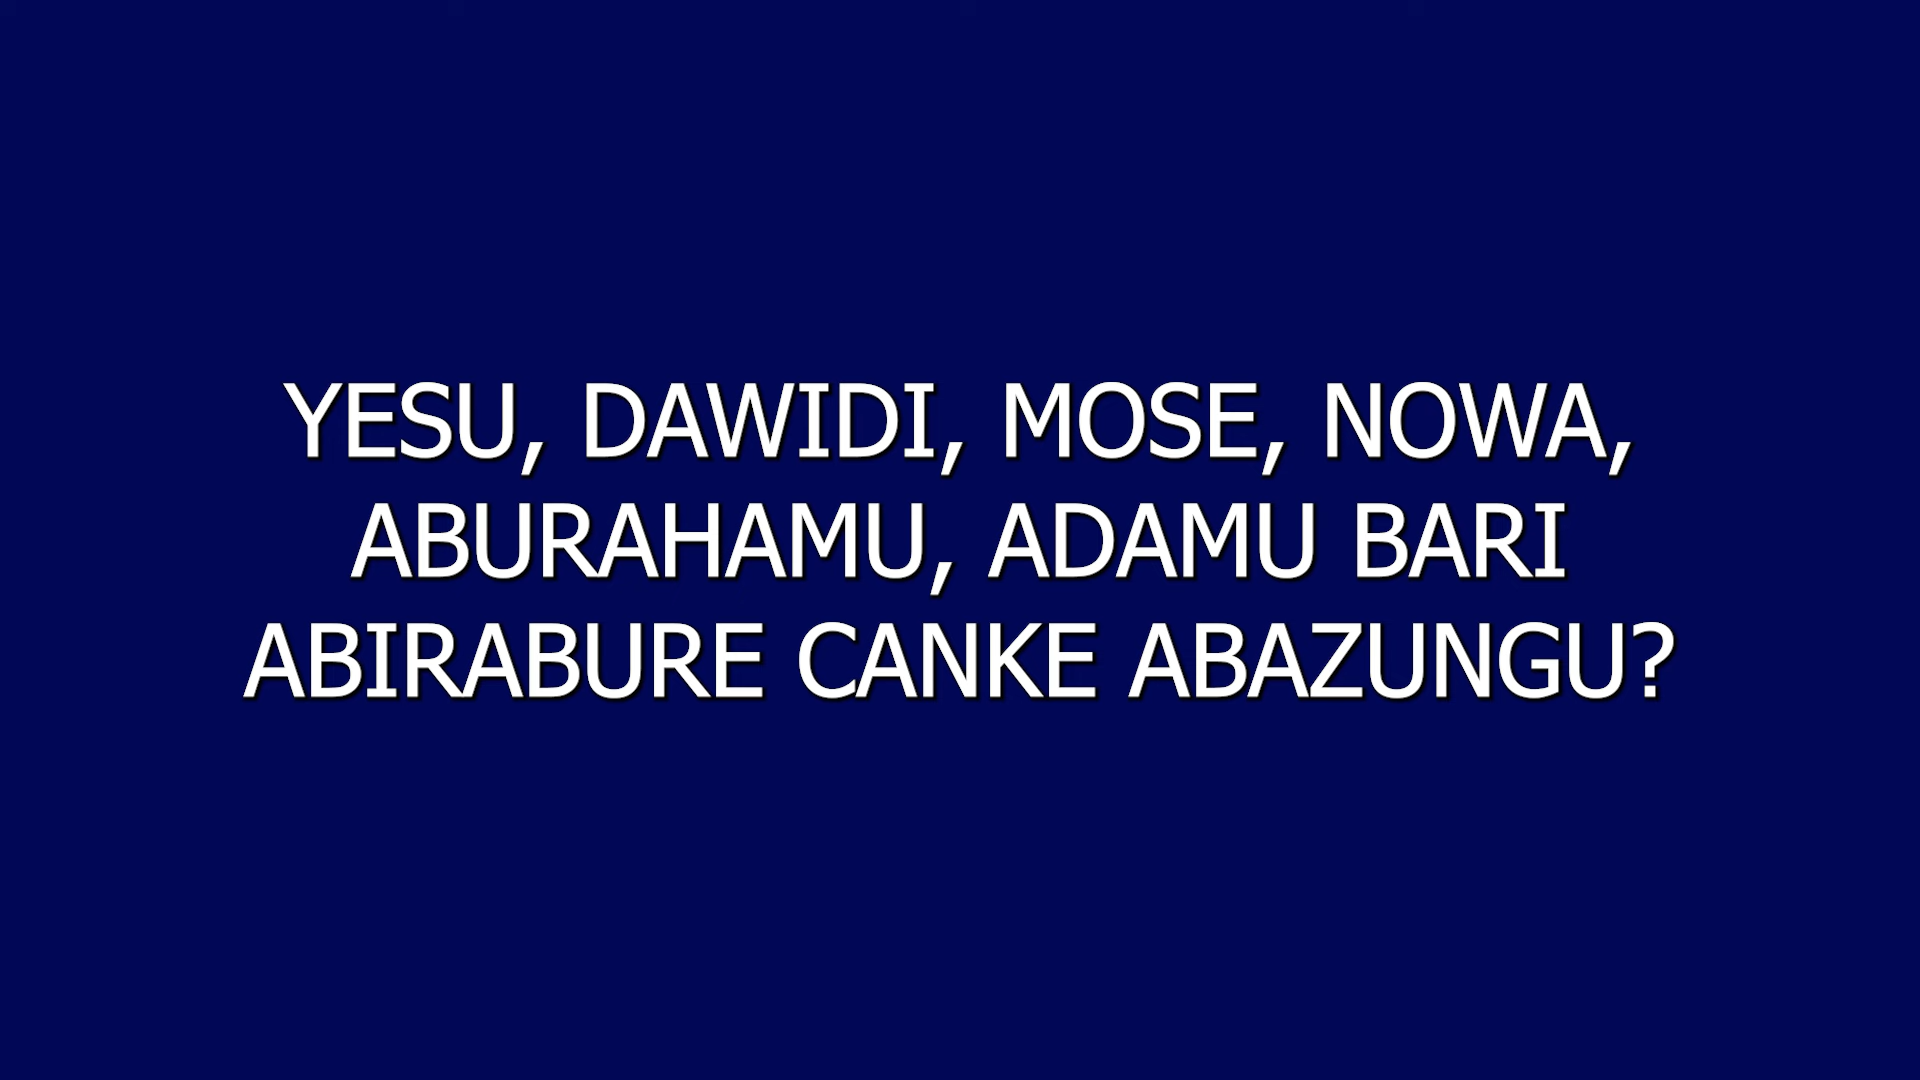 YESU, DAWIDI, MOSE, NOWA,
ABURAHAMU, ADAMU BARI
ABIRABURE CANKE ABAZUNGU?